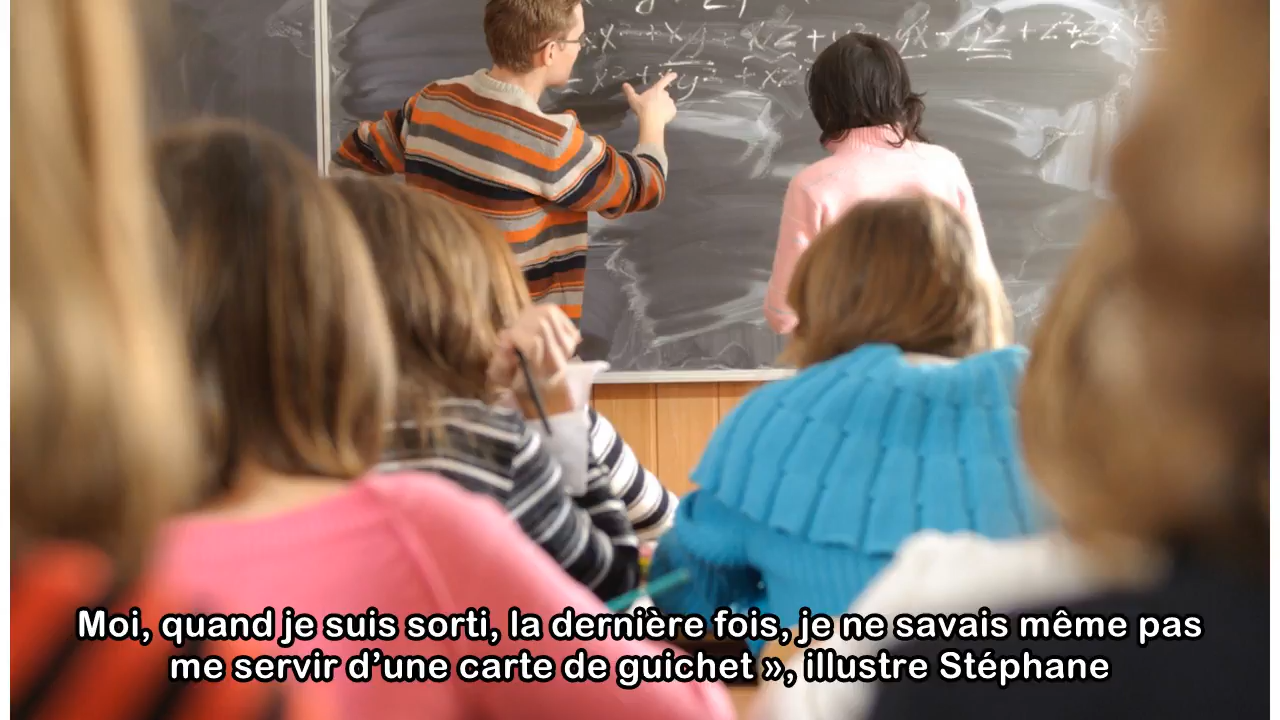 Moi, quand je suis sorti, la dernière fois, je ne savais même pas
me servir d’une carte de guichet », illustre Stéphane